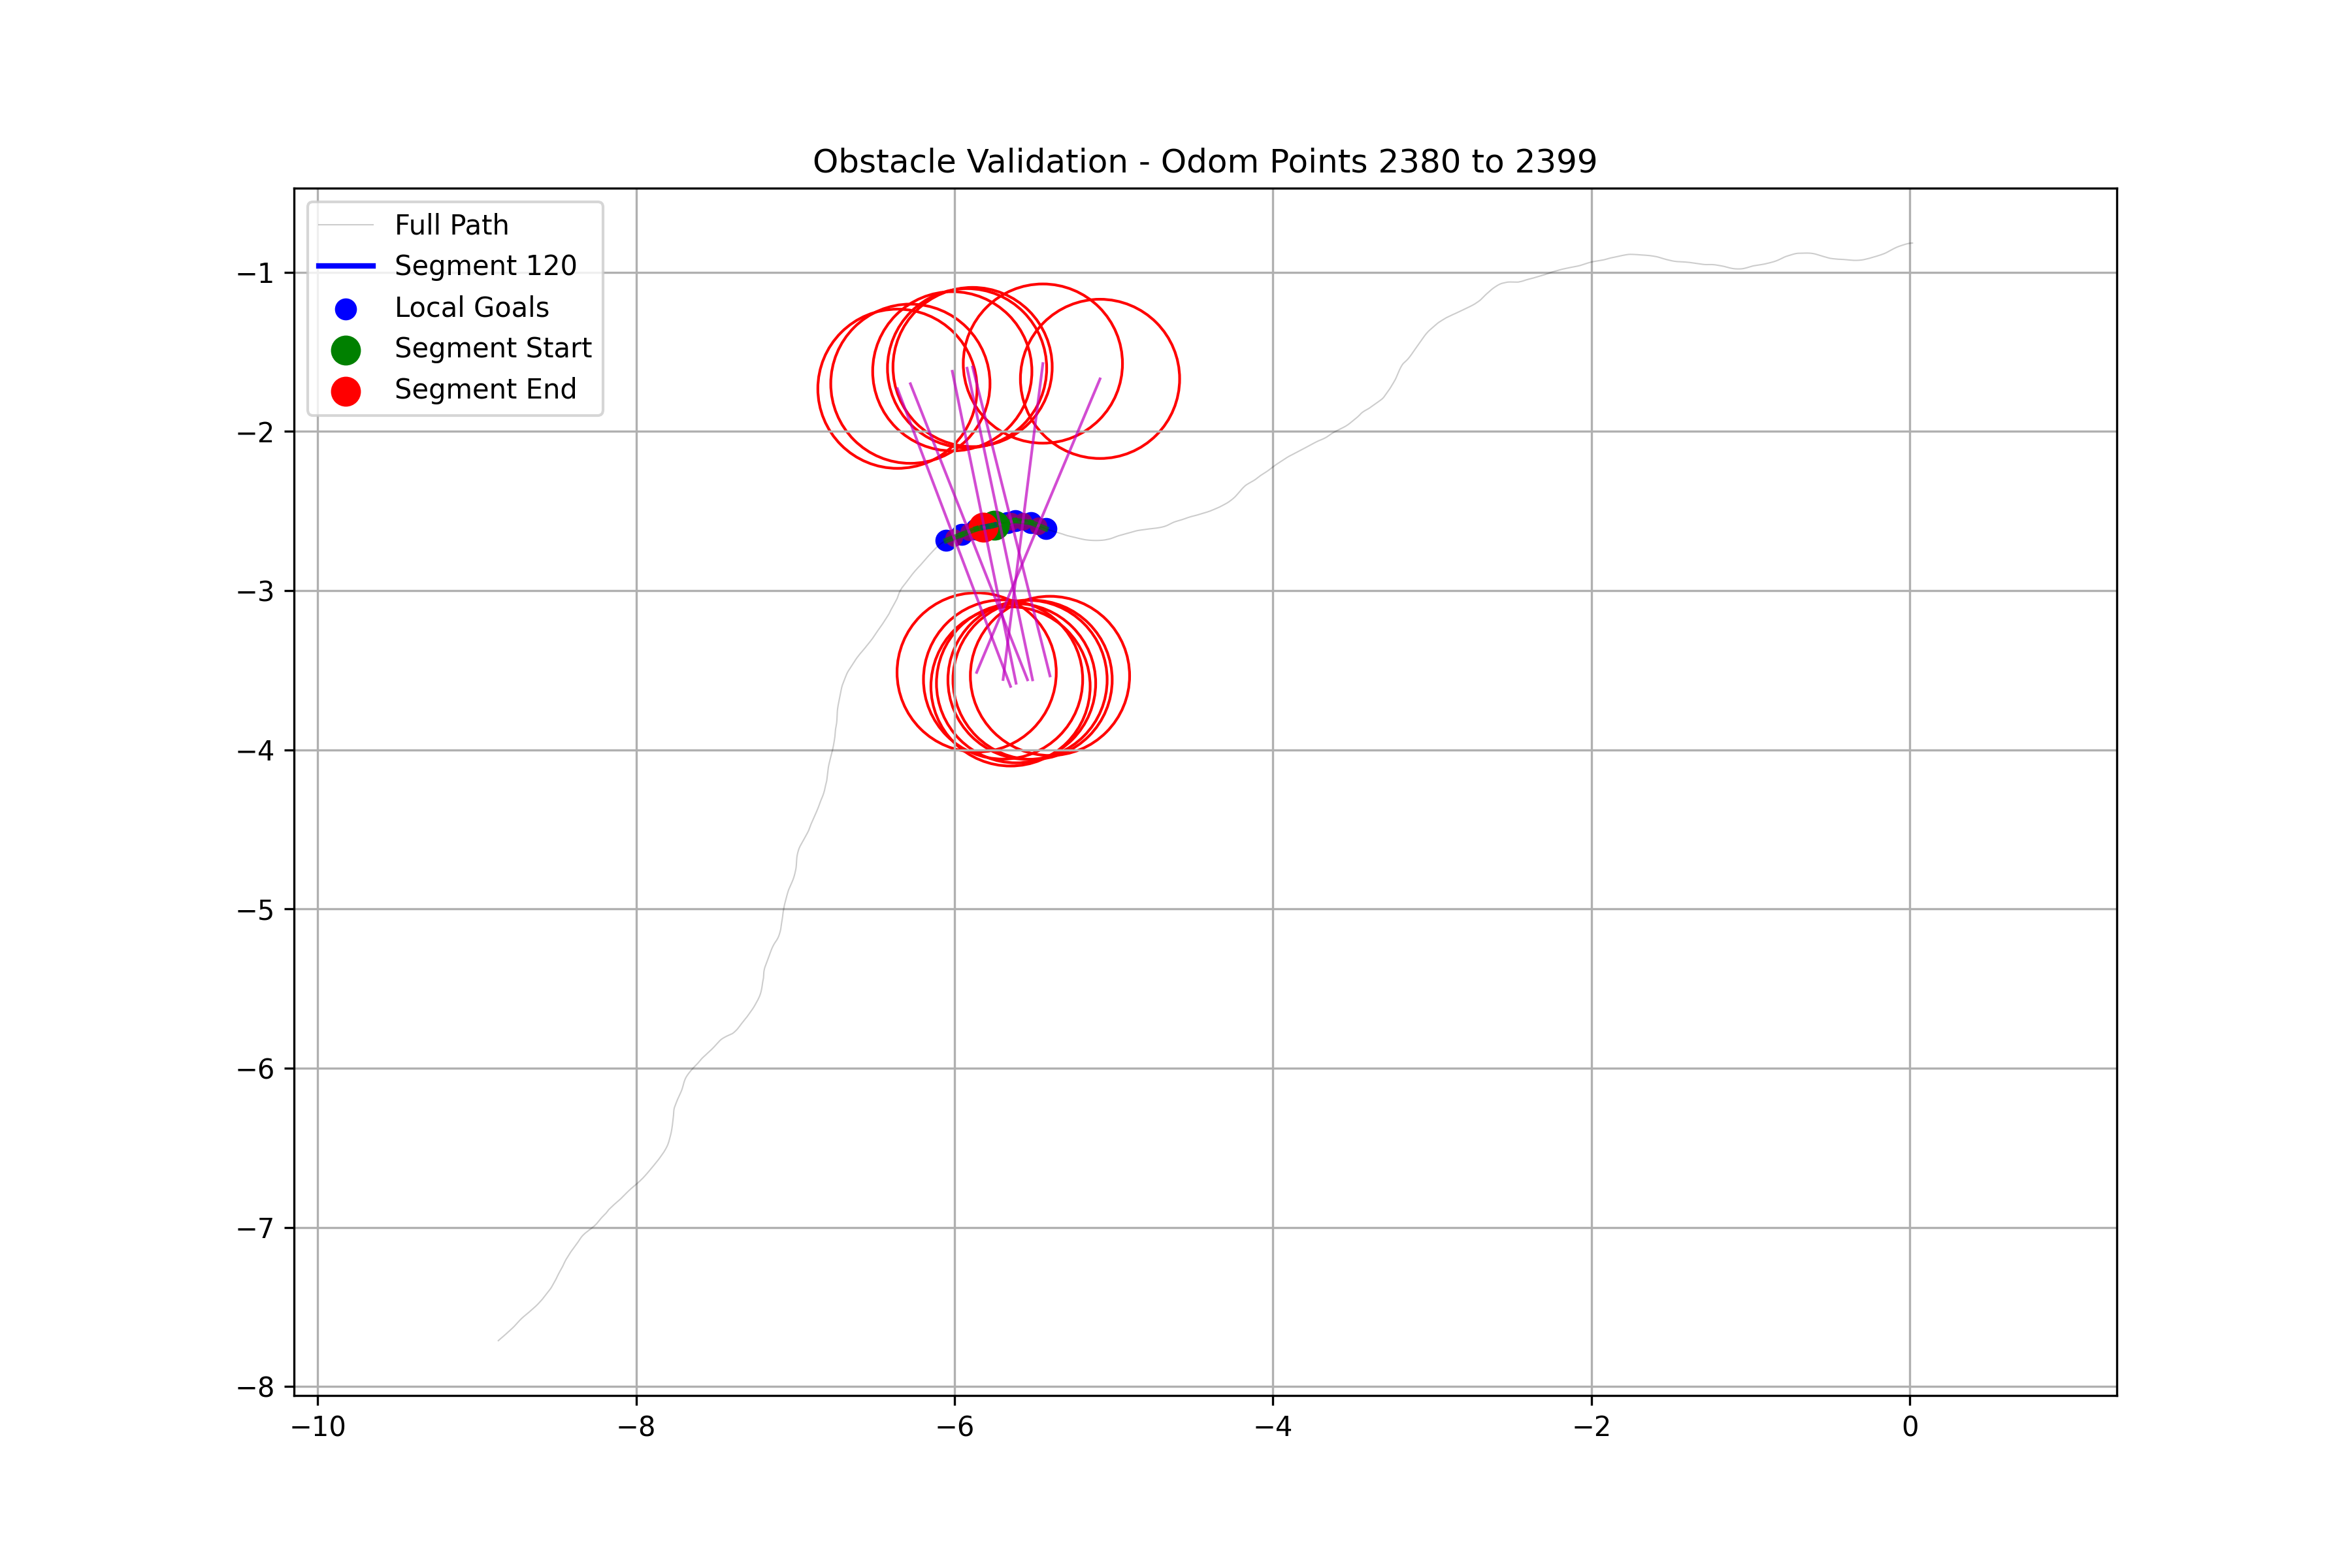 Obstacle Validation - Odom Points 2380 to 2399
Full Path
Segment 120
Local Goals
Segment Start
Segment End
−1
−2
−3
−4
−5
−6
−7
−8
−10
−8
−6
−4
−2
0